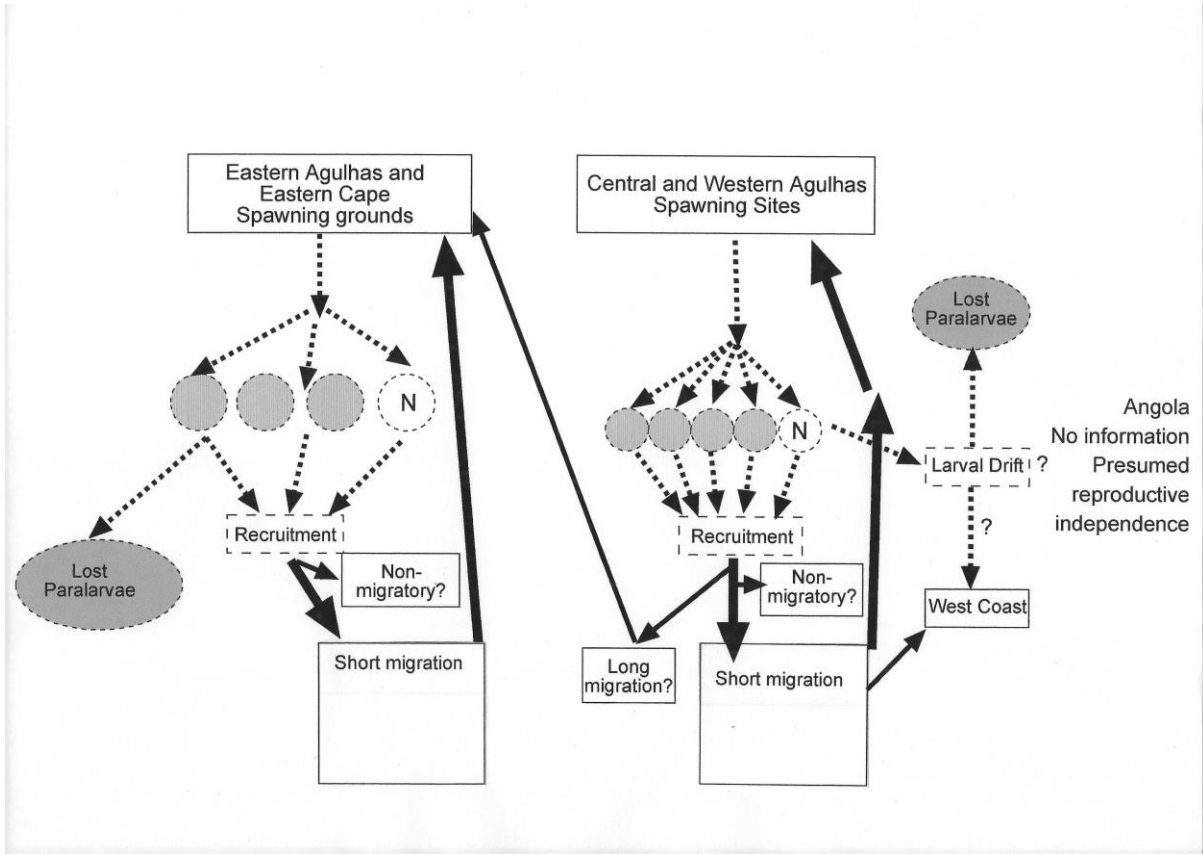 Eastern Agulhas and
Eastern Cape
Spawning grounds
N
Recruitment
Lost
Paralarvae
Non-
migratory?
Short migration
Central and Western Agulhas
Spawning Sites
N
Recruitment
Non-
migratory?
Long
migration?
Short migration
Lost
Paralarvae
Larval Drift
?
?
West Coast
Angola
No information
Presumed
reproductive
independence